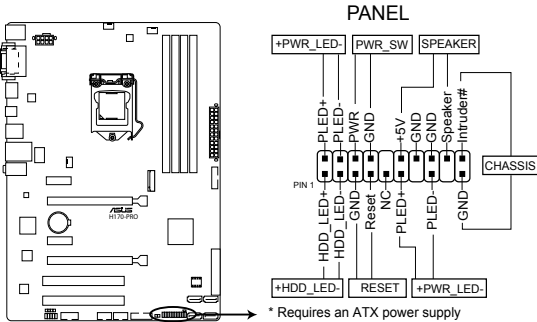 PANEL
+PWR_LED-
PWR_SW
SPEAKER
PLED+
PLED-
PWR
GND
+5V
GND
GND
Speaker
Intruder#
CHASSIS
PIN 1
HDD_LED+
HDD_LED-
GND
Reset
NC
PLED+
PLED-
GND
+HDD_LED-
RESET
+PWR_LED-
* Requires an ATX power supply
ASUS
H170-PRO